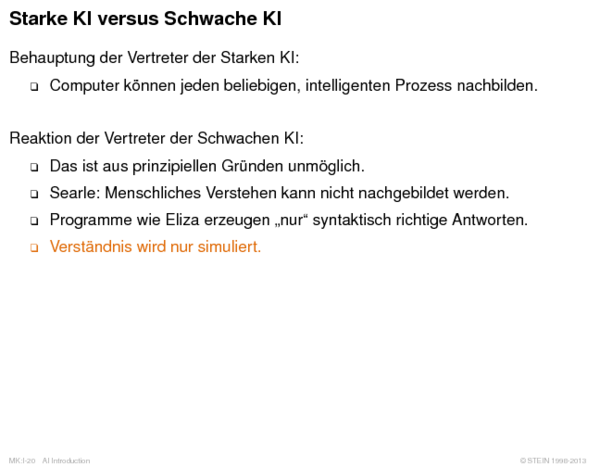 Starke KI versus Schwache KI
Behauptung der Vertreter der Starken KI:
❑ Computer können jeden beliebigen, intelligenten Prozess nachbilden.
Reaktion der Vertreter der Schwachen KI:
❑ Das ist aus prinzipiellen Gründen unmöglich.
❑ Searle: Menschliches Verstehen kann nicht nachgebildet werden.
❑ Programme wie Eliza erzeugen „nur“ syntaktisch richtige Antworten.
❑ Verständnis wird nur simuliert.
MK:I-20 AI Introduction
© STEIN 1998-2013